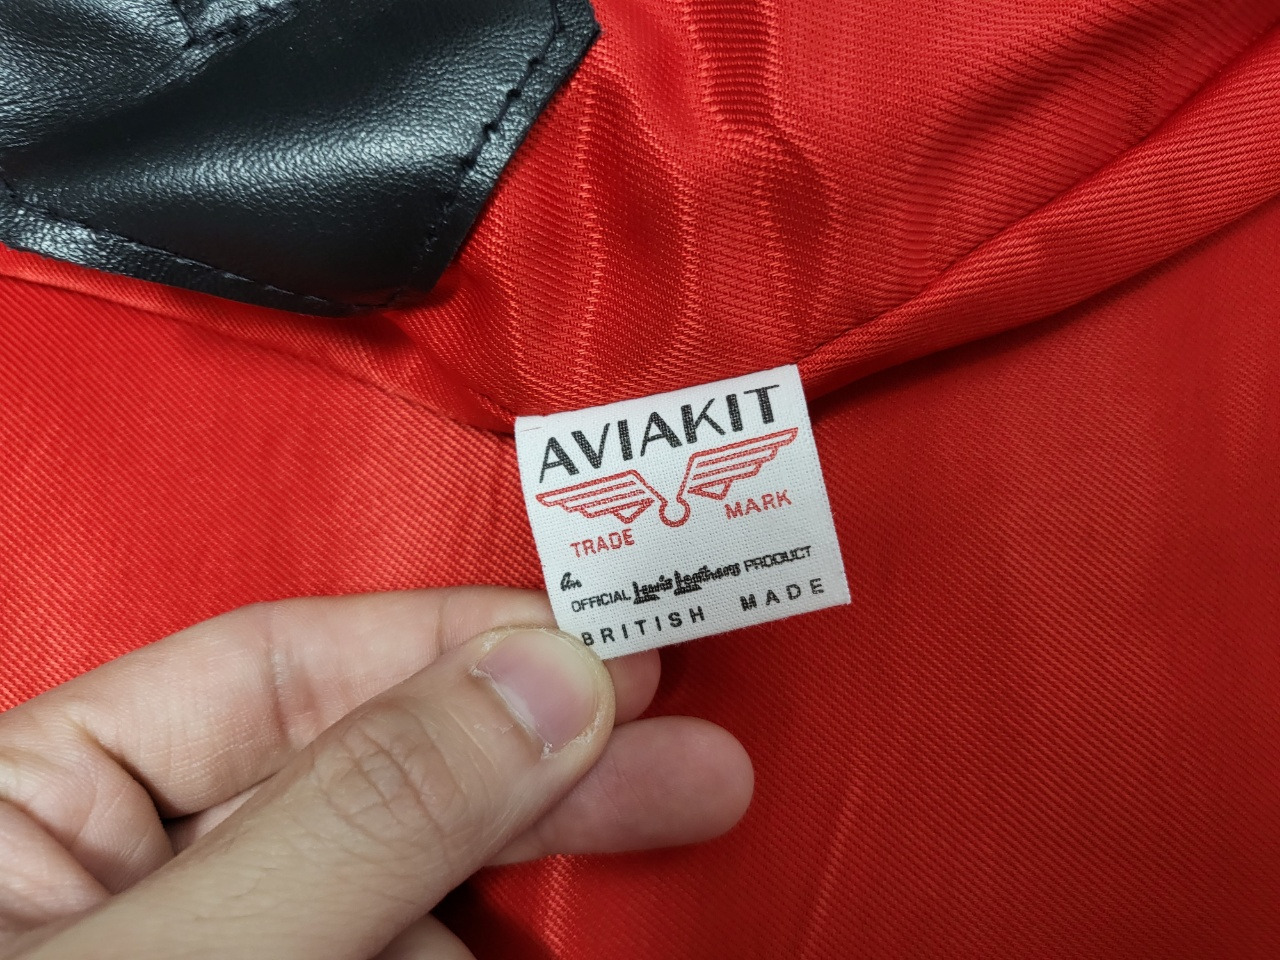 AVIAKIT
TRADE MARK
An
OFFICIAL Lewis Leathers PRODUCT
BRITISH MADE